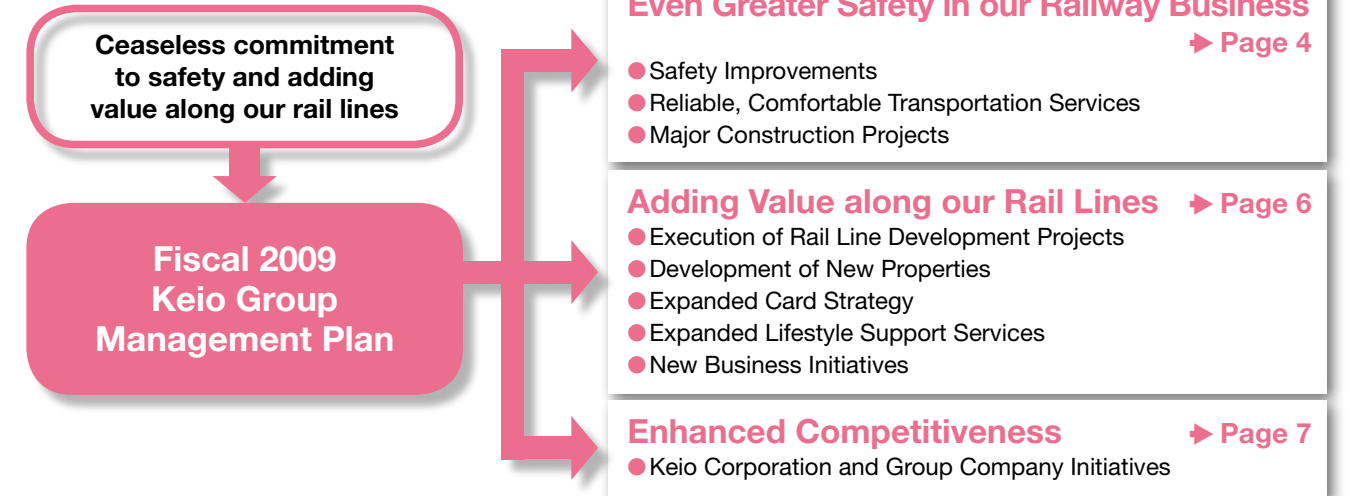 Ceaseless commitment
to safety and adding
value along our rail lines
Fiscal 2009
Keio Group
Management Plan
Even Greater Safety in our Railway Business
Page 4
●Safety Improvements
●Reliable, Comfortable Transportation Services
●Major Construction Projects
Adding Value along our Rail Lines Page 6
●Execution of Rail Line Development Projects
●Development of New Properties
●Expanded Card Strategy
●Expanded Lifestyle Support Services
●New Business Initiatives
Enhanced Competitiveness Page 7
●Keio Corporation and Group Company Initiatives